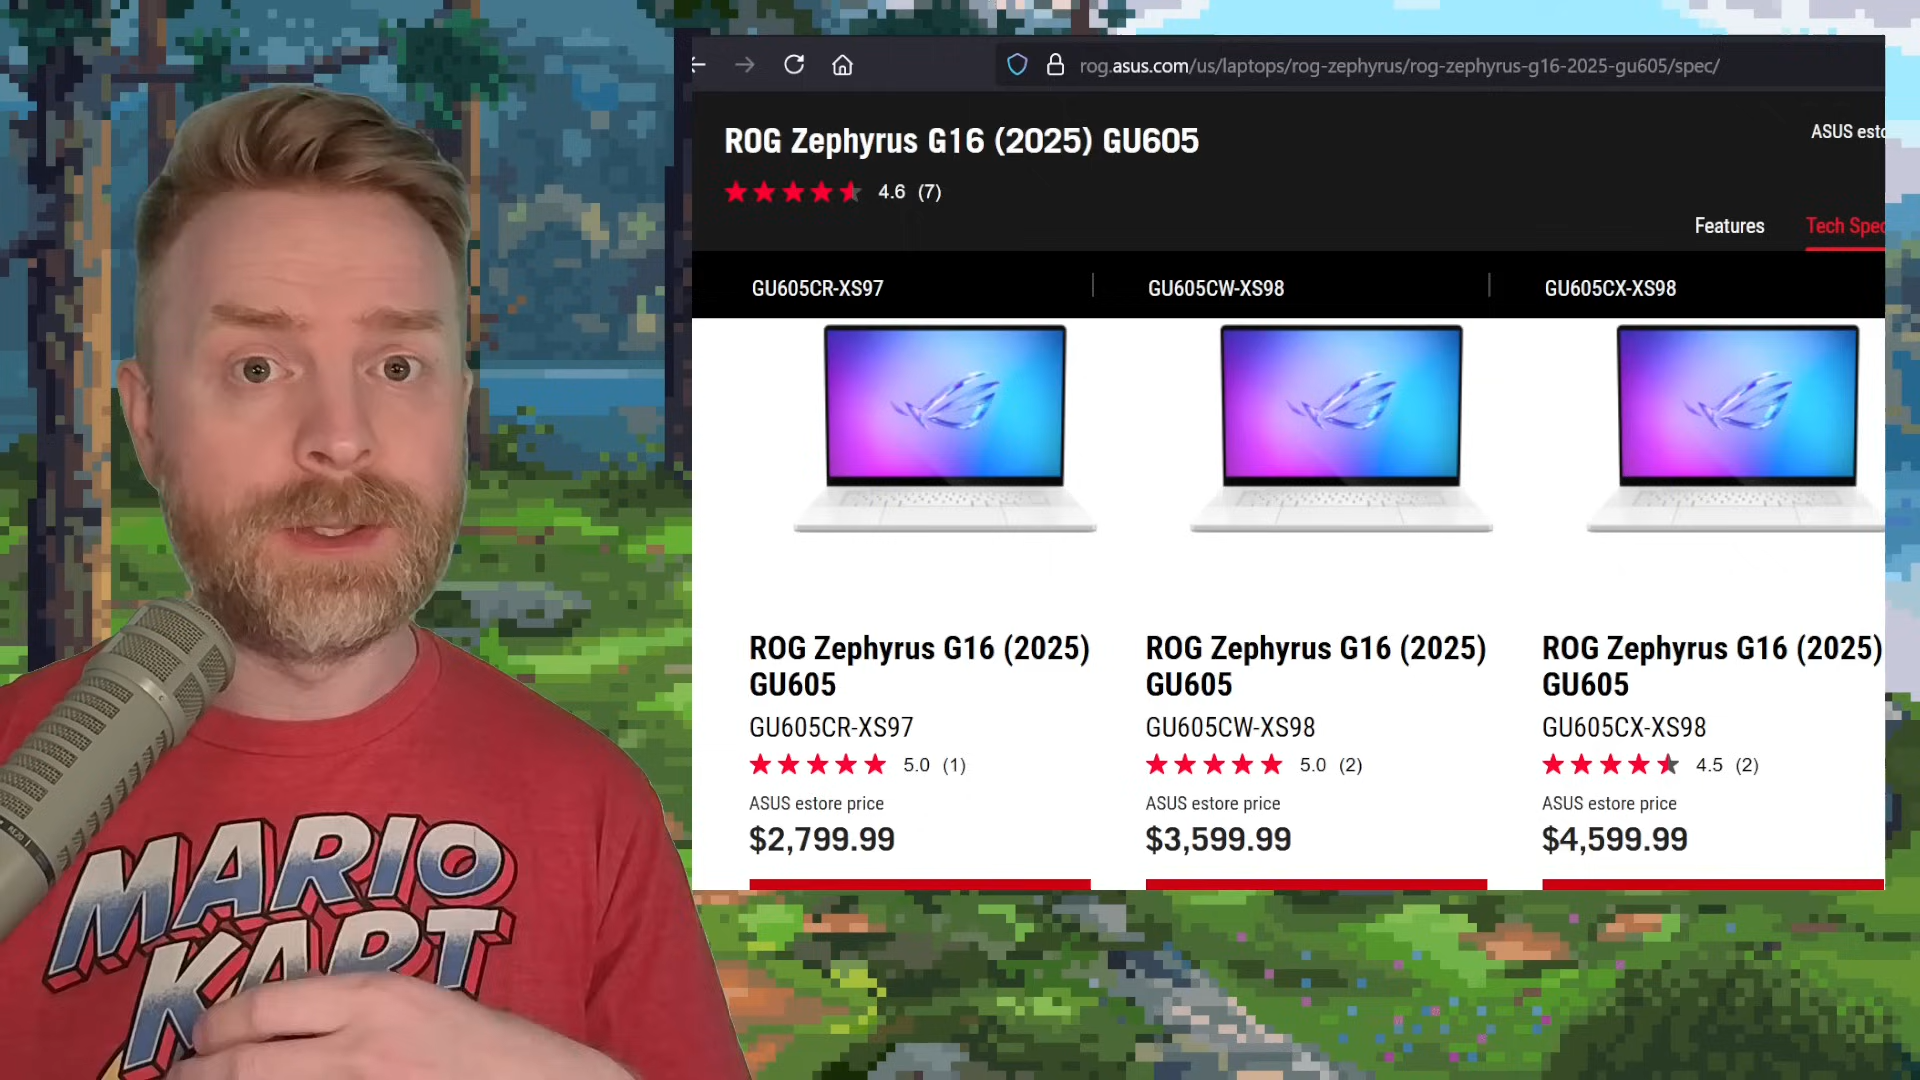 rog.asus.com/us/laptops/rog-zephyrus/rog-zephyrus-g16-2025-gu605/spec/
ROG Zephyrus G16 (2025) GU605
ASUS esto
4.6 (7)
Features
Tech Spec
GU605CR-XS97
GU605CW-XS98
GU605CX-XS98
ROG Zephyrus G16 (2025)
GU605
GU605CR-XS97
5.0 (1)
ASUS estore price
$2,799.99
ROG Zephyrus G16 (2025)
GU605
GU605CW-XS98
5.0 (2)
ASUS estore price
$3,599.99
ROG Zephyrus G16 (2025)
GU605
GU605CX-XS98
4.5 (2)
ASUS estore price
$4,599.99
MARIO
KART